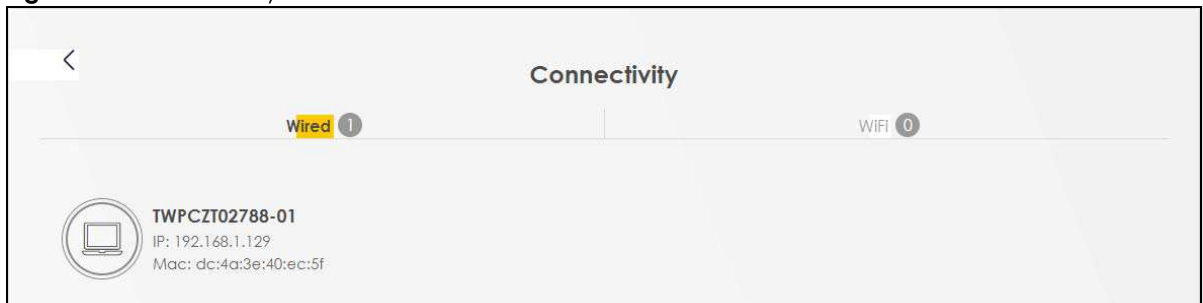 Connectivity
Wired 1
WiFi 0
TWPCZT02788-01
IP: 192.168.1.129
Mac: dc:4a:3e:40:ec:5f